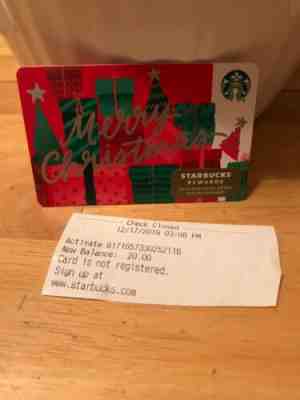 Merry
Christmas
STARBUCKS
REWARDS
Check Closed
12/17/2019 03:08 PM
Activate
New Balance: 20.00
Card is not registered.
Sign up at
www.starbucks.com